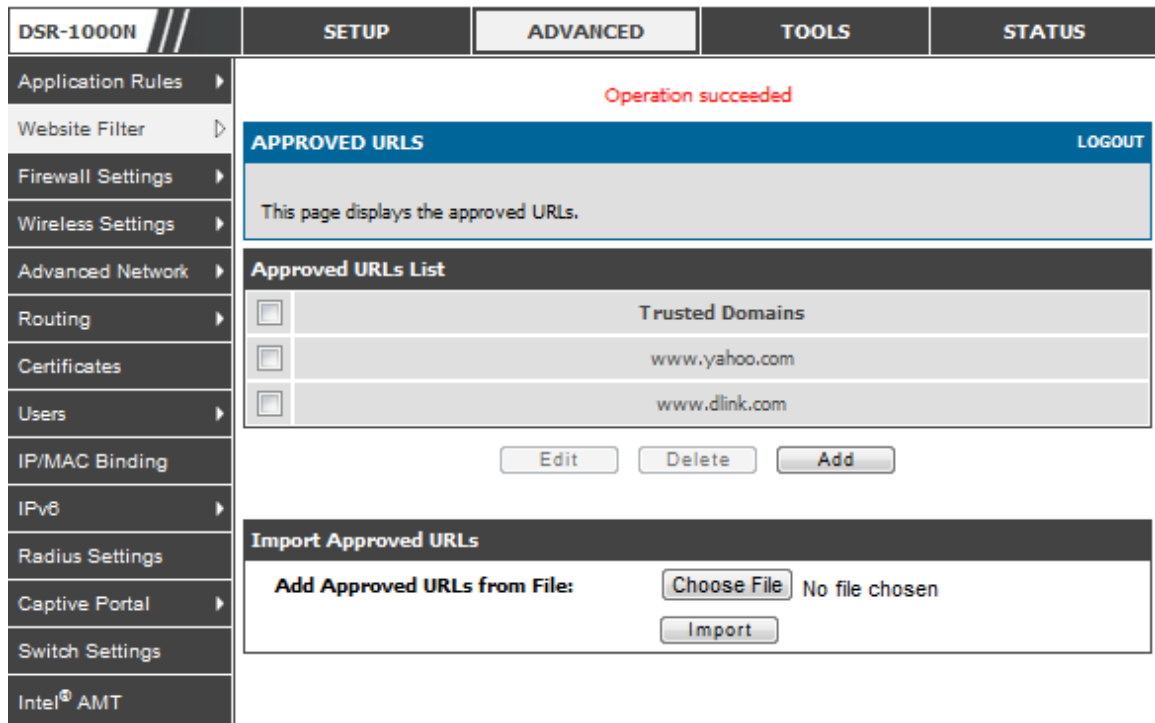 DSR-1000N
SETUP
ADVANCED
TOOLS
STATUS
Application Rules
Website Filter
Firewall Settings
Wireless Settings
Advanced Network
Routing
Certificates
Users
IP/MAC Binding
IPv6
Radius Settings
Captive Portal
Switch Settings
Intel® AMT
Operation succeeded
APPROVED URLS LOGOUT
This page displays the approved URLs.
Approved URLs List
Trusted Domains
www.yahoo.com
www.dlink.com
Edit Delete Add
Import Approved URLs
Add Approved URLs from File: Choose File No file chosen
Import